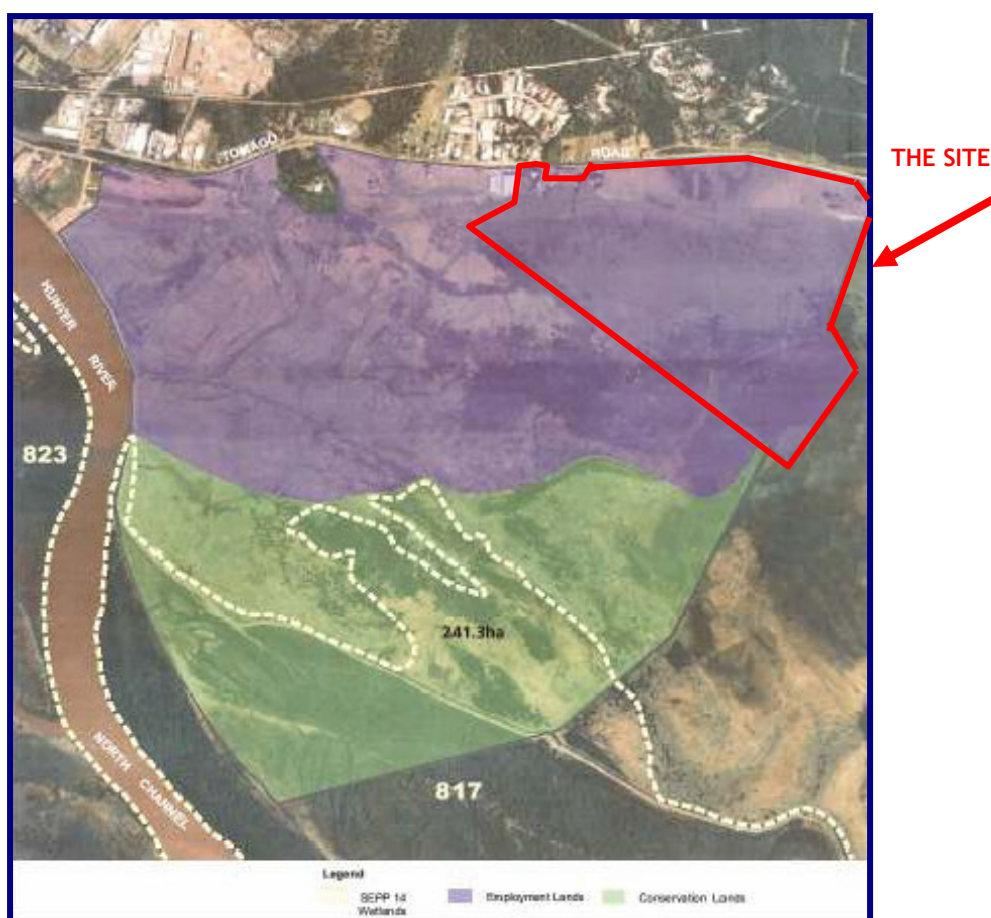 TOMAGO
ROAD
THE SITE
HUNTER
RIVER
823
241.3ha
NORTH
CHANNEL
817
Legend
SEPP 14
Wetlands
Employment Lands
Conservation Lands